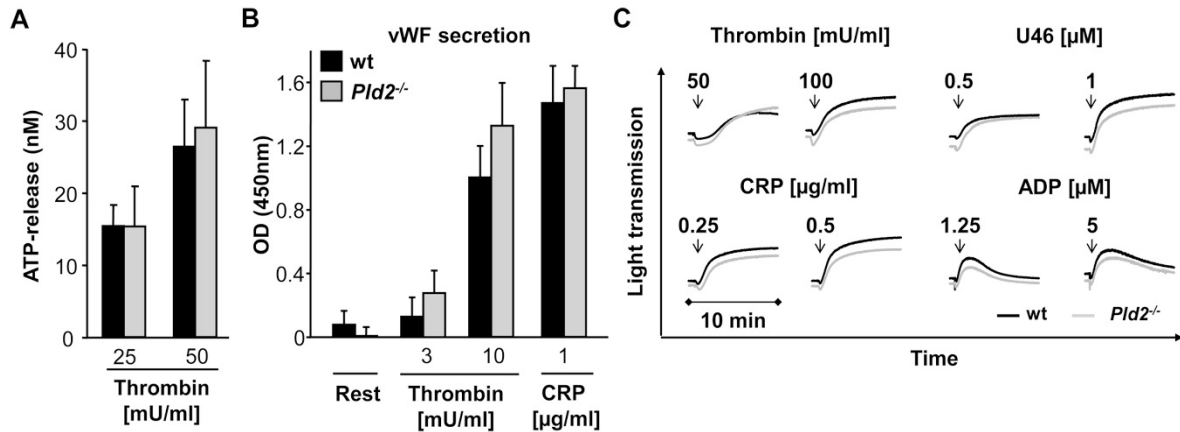 A
ATP-release (nM)
40
30
20
10
0
25 50
Thrombin
[mU/ml]
B
vWF secretion
wt
Pld2-/-
OD (450nm)
1.6
1.2
0.8
0.4
0
3 10 1
Rest Thrombin CRP
[mU/ml] [µg/ml]
C
Light transmission
Thrombin [mU/ml] U46 [µM]
50 100 0.5 1
CRP [µg/ml] ADP [µM]
0.25 0.5 1.25 5
10 min
wt Pld2-/-
Time